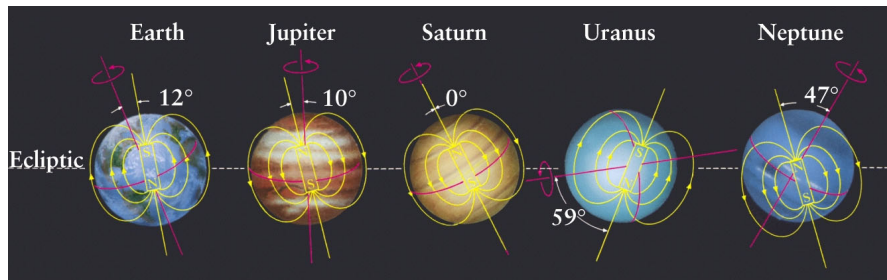 Earth Jupiter Saturn Uranus Neptune
12° 10° 0° 47°
S N N S N
Ecliptic
N S S N S
59°